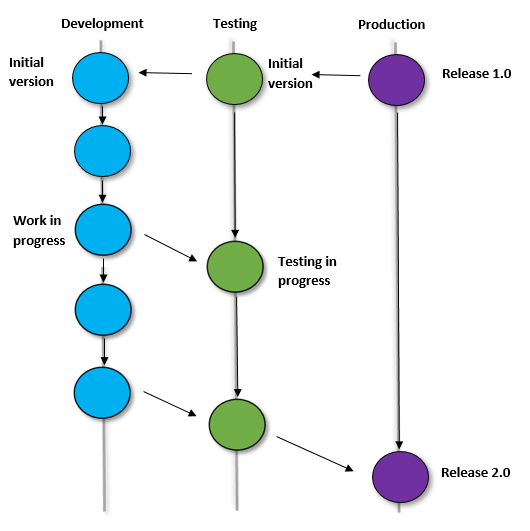 Development
Testing
Production
Initial
version
Initial
version
Release 1.0
Work in
progress
Testing in
progress
Release 2.0